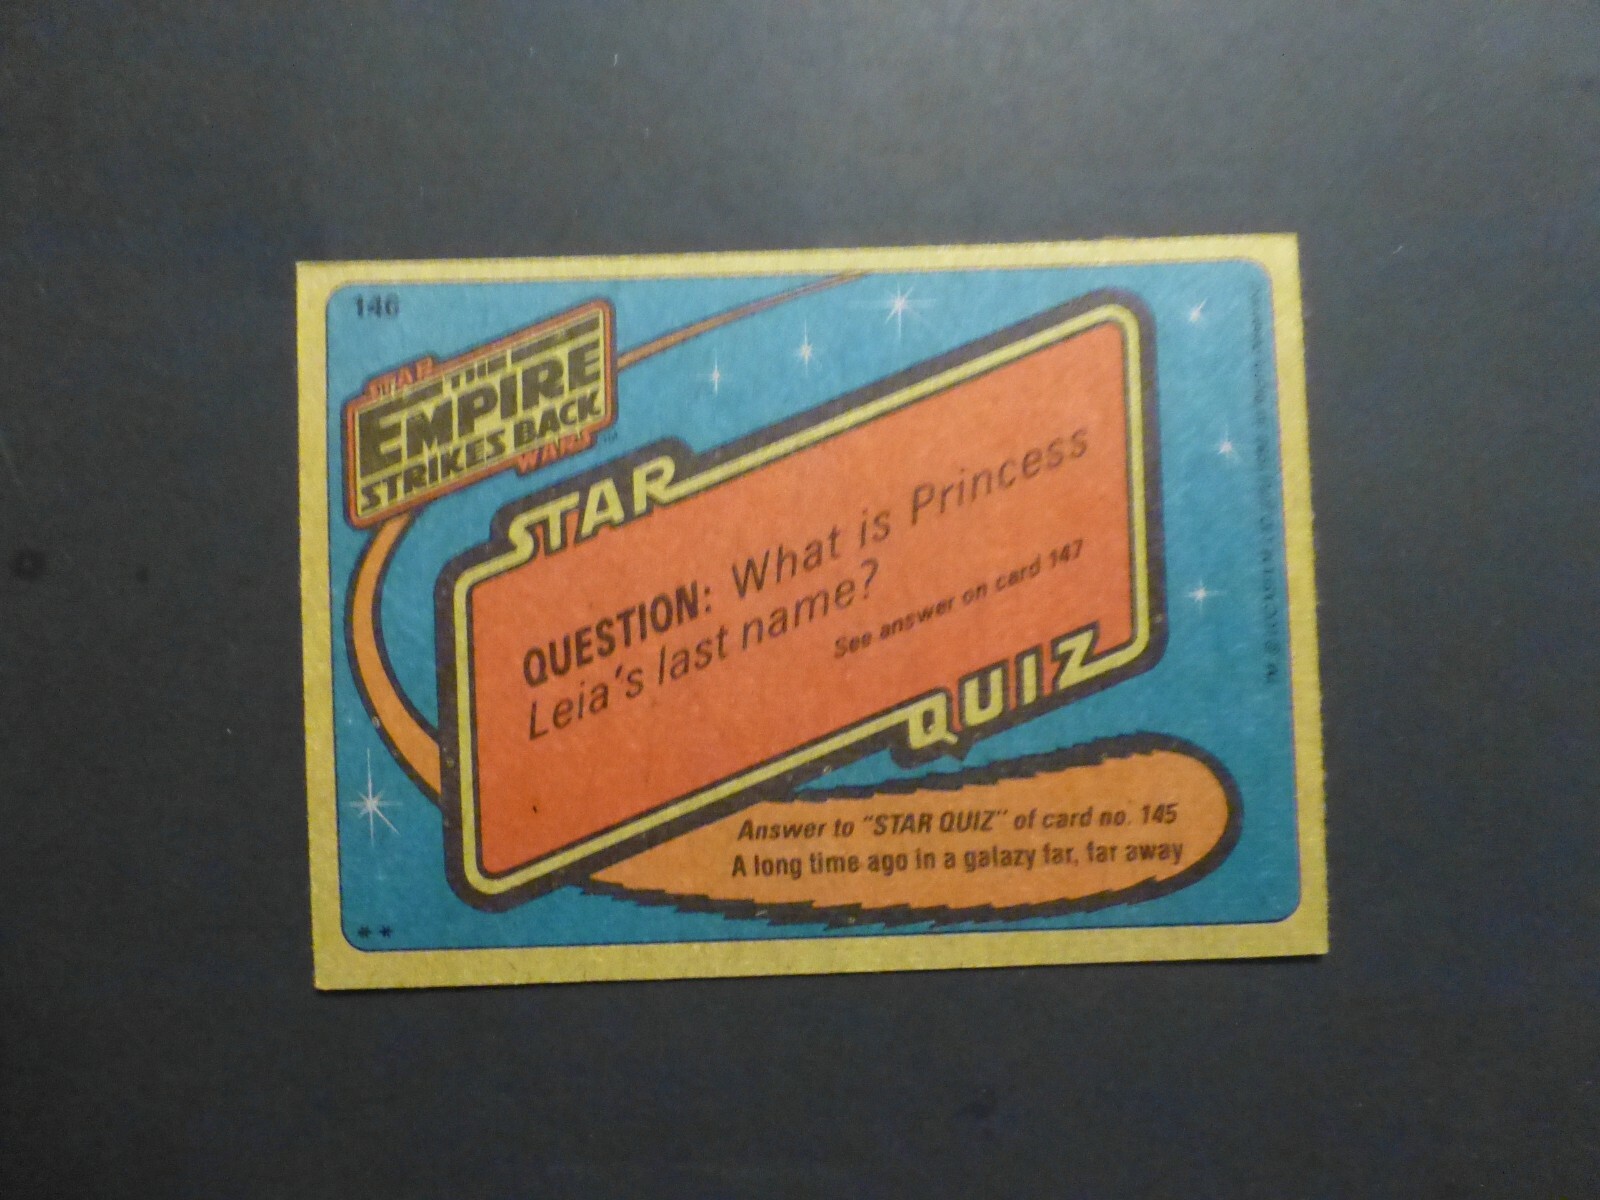 146
STAR
THE
EMPIRE
STRIKES BACK
WARS™
STAR
QUESTION: What is Princess
Leia's last name?
See answer on card 147
QUIZ
Answer to "STAR QUIZ" of card no. 145
A long time ago in a galazy far, far away
* *